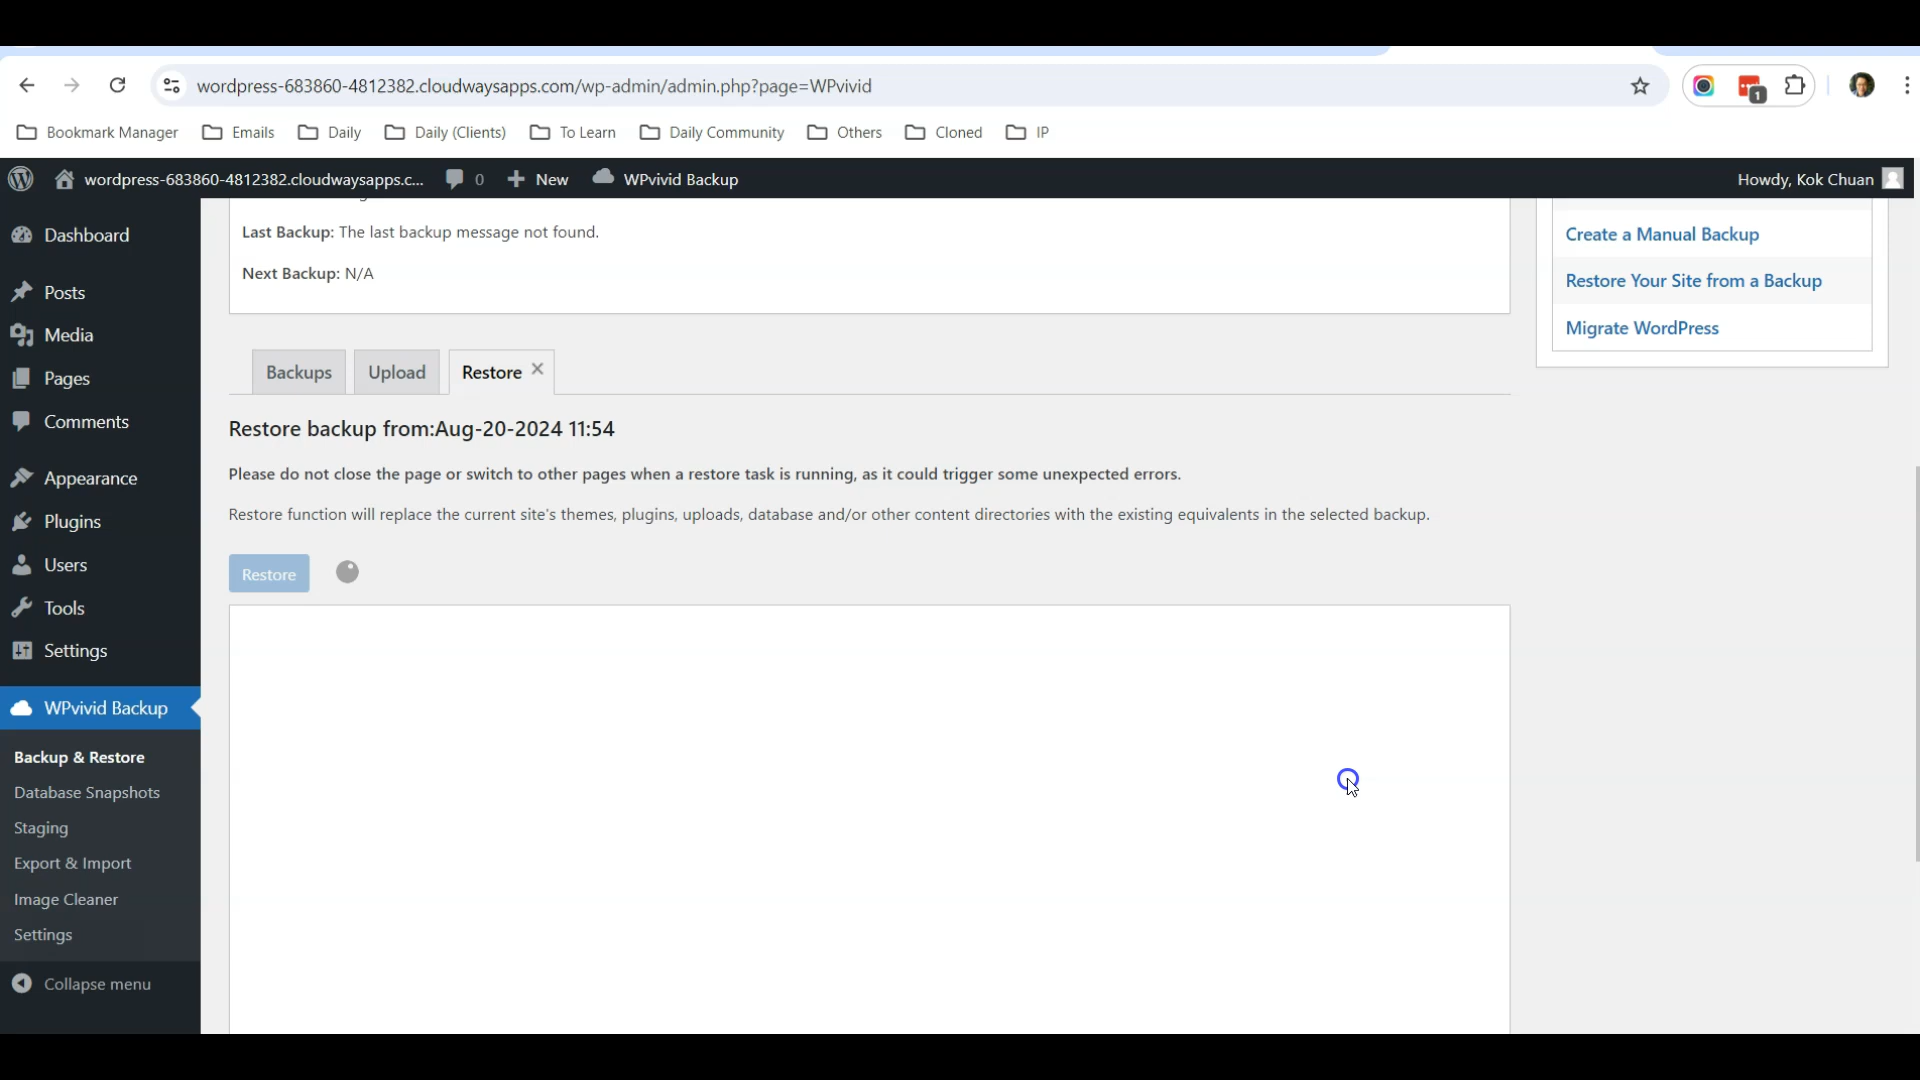 wordpress-683860-4812382.cloudwaysapps.com/wp-admin/admin.php?page=WPvivid
1
Bookmark Manager
Emails
Daily
Daily (Clients)
To Learn
Daily Community
Others
Cloned
IP
wordpress-683860-4812382.cloudwaysapps.c...
0
New
WPvivid Backup
Howdy, Kok Chuan
Dashboard
Posts
Media
Pages
Comments
Appearance
Plugins
Users
Tools
Settings
WPvivid Backup
Backup & Restore
Database Snapshots
Staging
Export & Import
Image Cleaner
Settings
Collapse menu
Last Backup: The last backup message not found.
Next Backup: N/A
Backups
Upload
Restore
Restore backup from:Aug-20-2024 11:54
Please do not close the page or switch to other pages when a restore task is running, as it could trigger some unexpected errors.
Restore function will replace the current site's themes, plugins, uploads, database and/or other content directories with the existing equivalents in the selected backup.
Restore
Create a Manual Backup
Restore Your Site from a Backup
Migrate WordPress